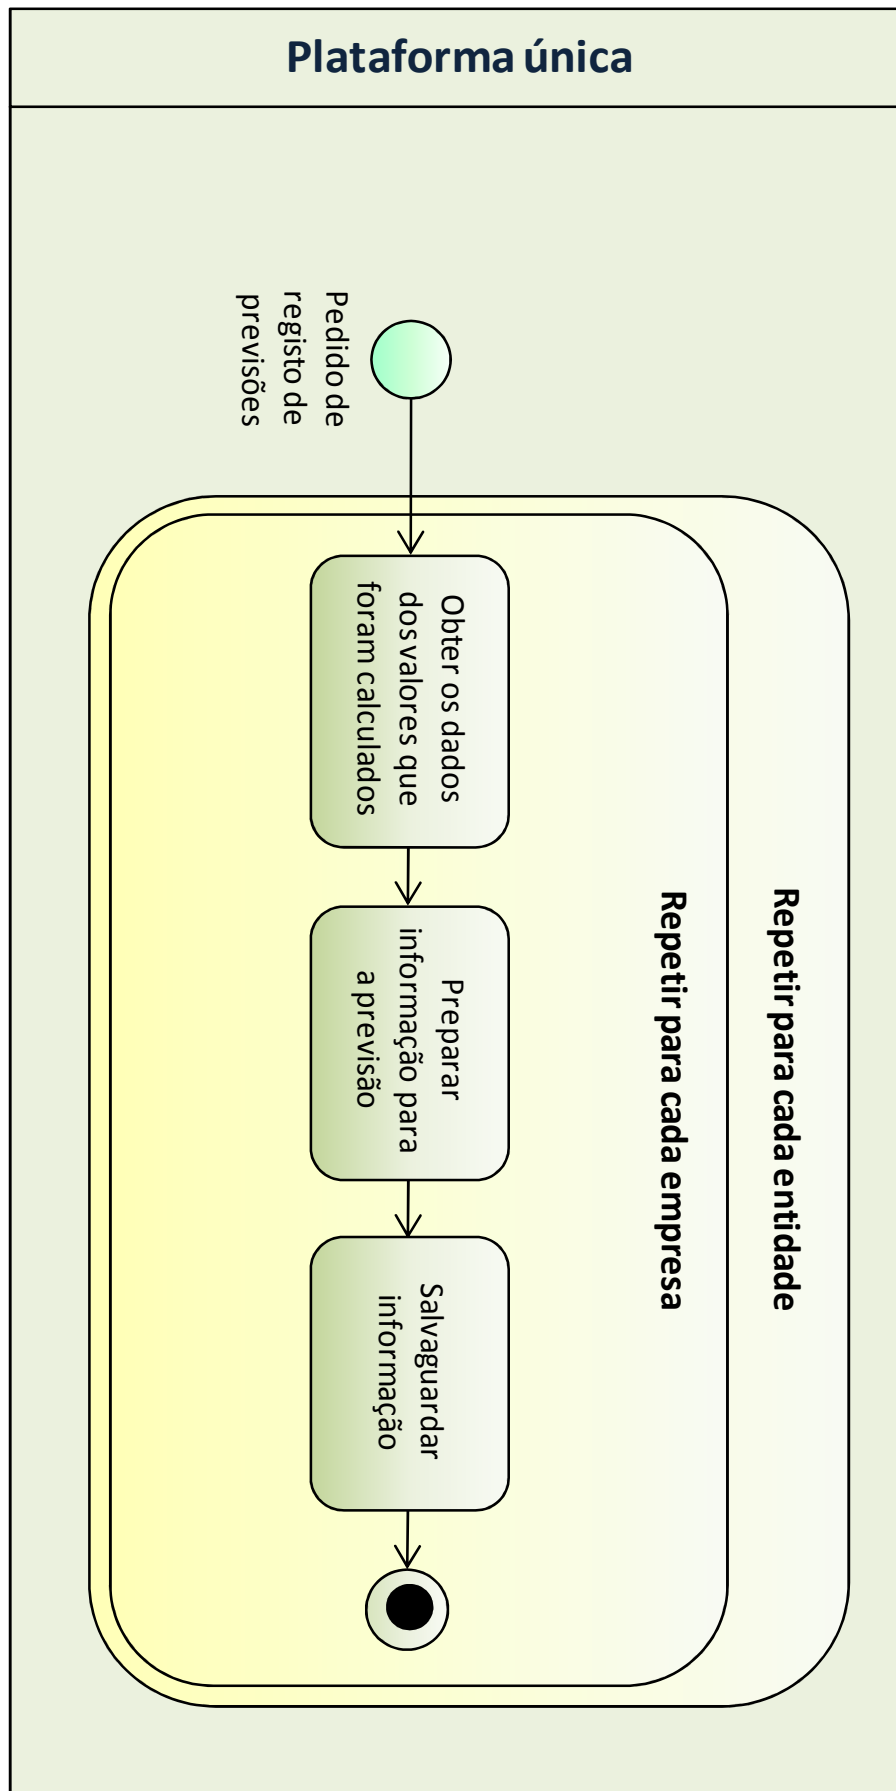 Plataforma única
Pedido de
registo de
previsões
Repetir para cada entidade
Repetir para cada empresa
Obter os dados
dos valores que
foram calculados
Preparar
informação para
a previsão
Salvaguardar
informação